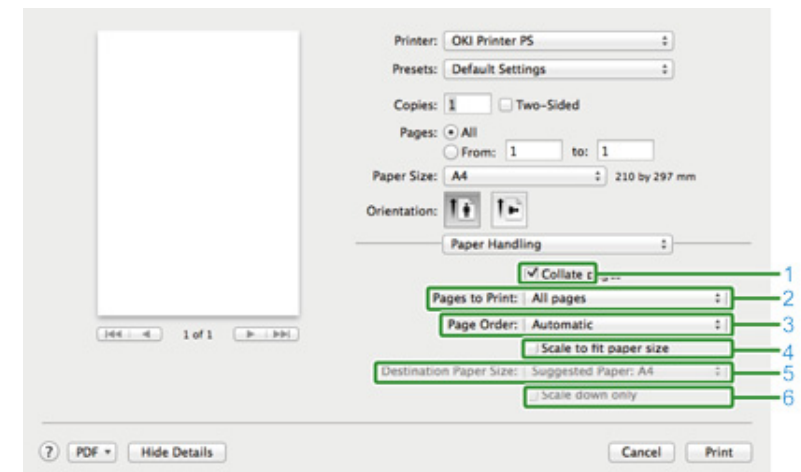 Printer: OKI Printer PS
Presets: Default Settings
Copies: 1 Two-Sided
Pages: All
From: 1 to: 1
Paper Size: A4 210 by 297 mm
Orientation:
Paper Handling
Collate 1
Pages to Print: All pages 2
Page Order: Automatic 3
1 of 1
Scale to fit paper size 4
Destination Paper Size: Suggested Paper: A4 5
Scale down only 6
? PDF Hide Details Cancel Print